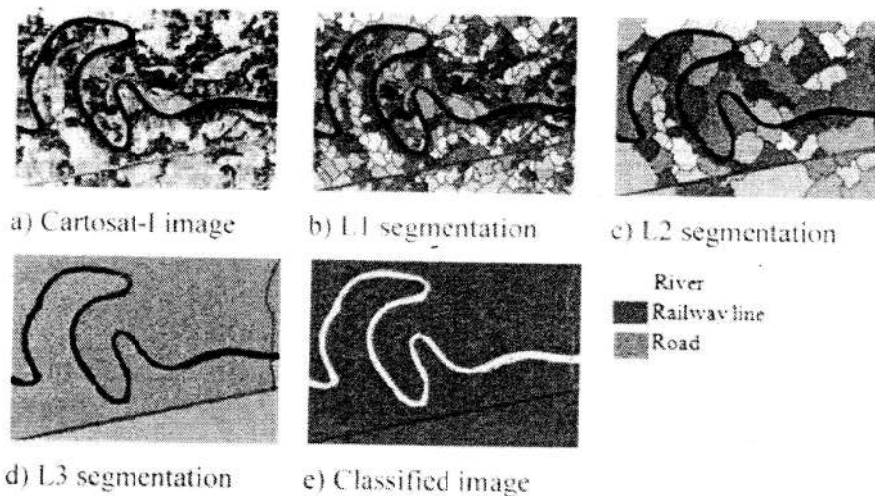 a) Cartosat-I image
b) L1 segmentation
c) L2 segmentation
River
Railway line
Road
d) L3 segmentation
e) Classified image